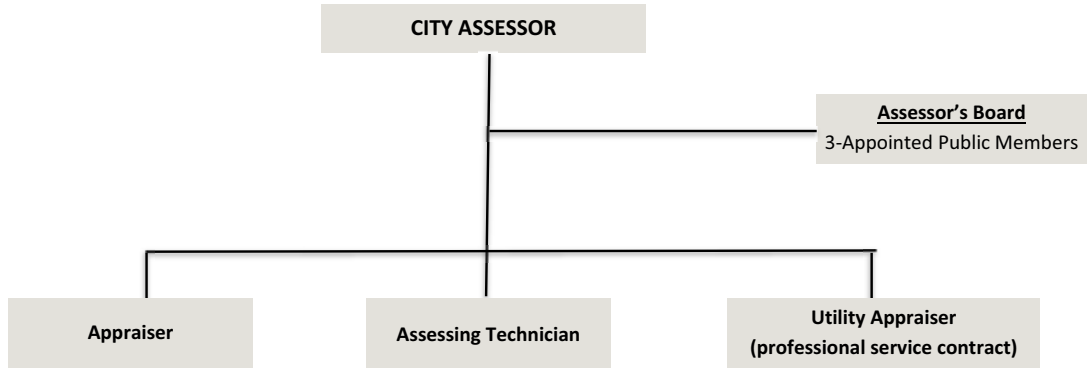 CITY ASSESSOR
Assessor’s Board
3-Appointed Public Members
Appraiser
Assessing Technician
Utility Appraiser
(professional service contract)